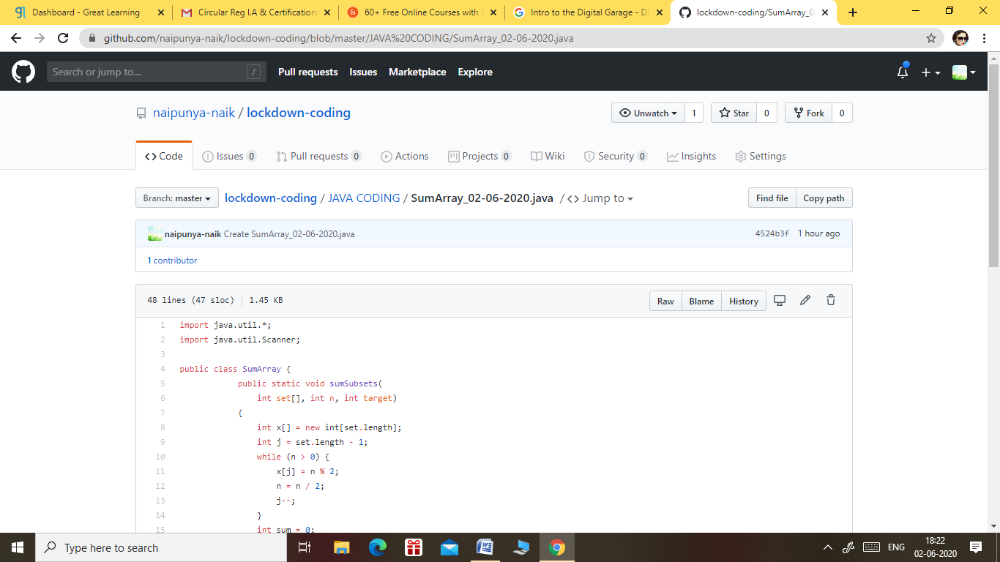 Dashboard - Great Learning
Circular Reg I.A & Certifications
60+ Free Online Courses with
Intro to the Digital Garage - Di
lockdown-coding/SumArray_0
github.com/naipunya-naik/lockdown-coding/blob/master/JAVA%20CODING/SumArray_02-06-2020.java
Search or jump to... / Pull requests Issues Marketplace Explore
naipunya-naik / lockdown-coding Unwatch 1 Star 0 Fork 0
<> Code Issues 0 Pull requests 0 Actions Projects 0 Wiki Security 0 Insights Settings
Branch: master lockdown-coding / JAVA CODING / SumArray_02-06-2020.java / <> Jump to Find file Copy path
naipunya-naik Create SumArray_02-06-2020.java 4524b3f 1 hour ago
1 contributor
48 lines (47 sloc) 1.45 KB Raw Blame History
1 import java.util.*;
2 import java.util.Scanner;
3
4 public class SumArray {
5 public static void sumSubsets(
6 int set[], int n, int target)
7 {
8 int x[] = new int[set.length];
9 int j = set.length - 1;
10 while (n > 0) {
11 x[j] = n % 2;
12 n = n / 2;
13 j--;
14 }
15 int sum = 0;
Type here to search ENG 18:22
02-06-2020